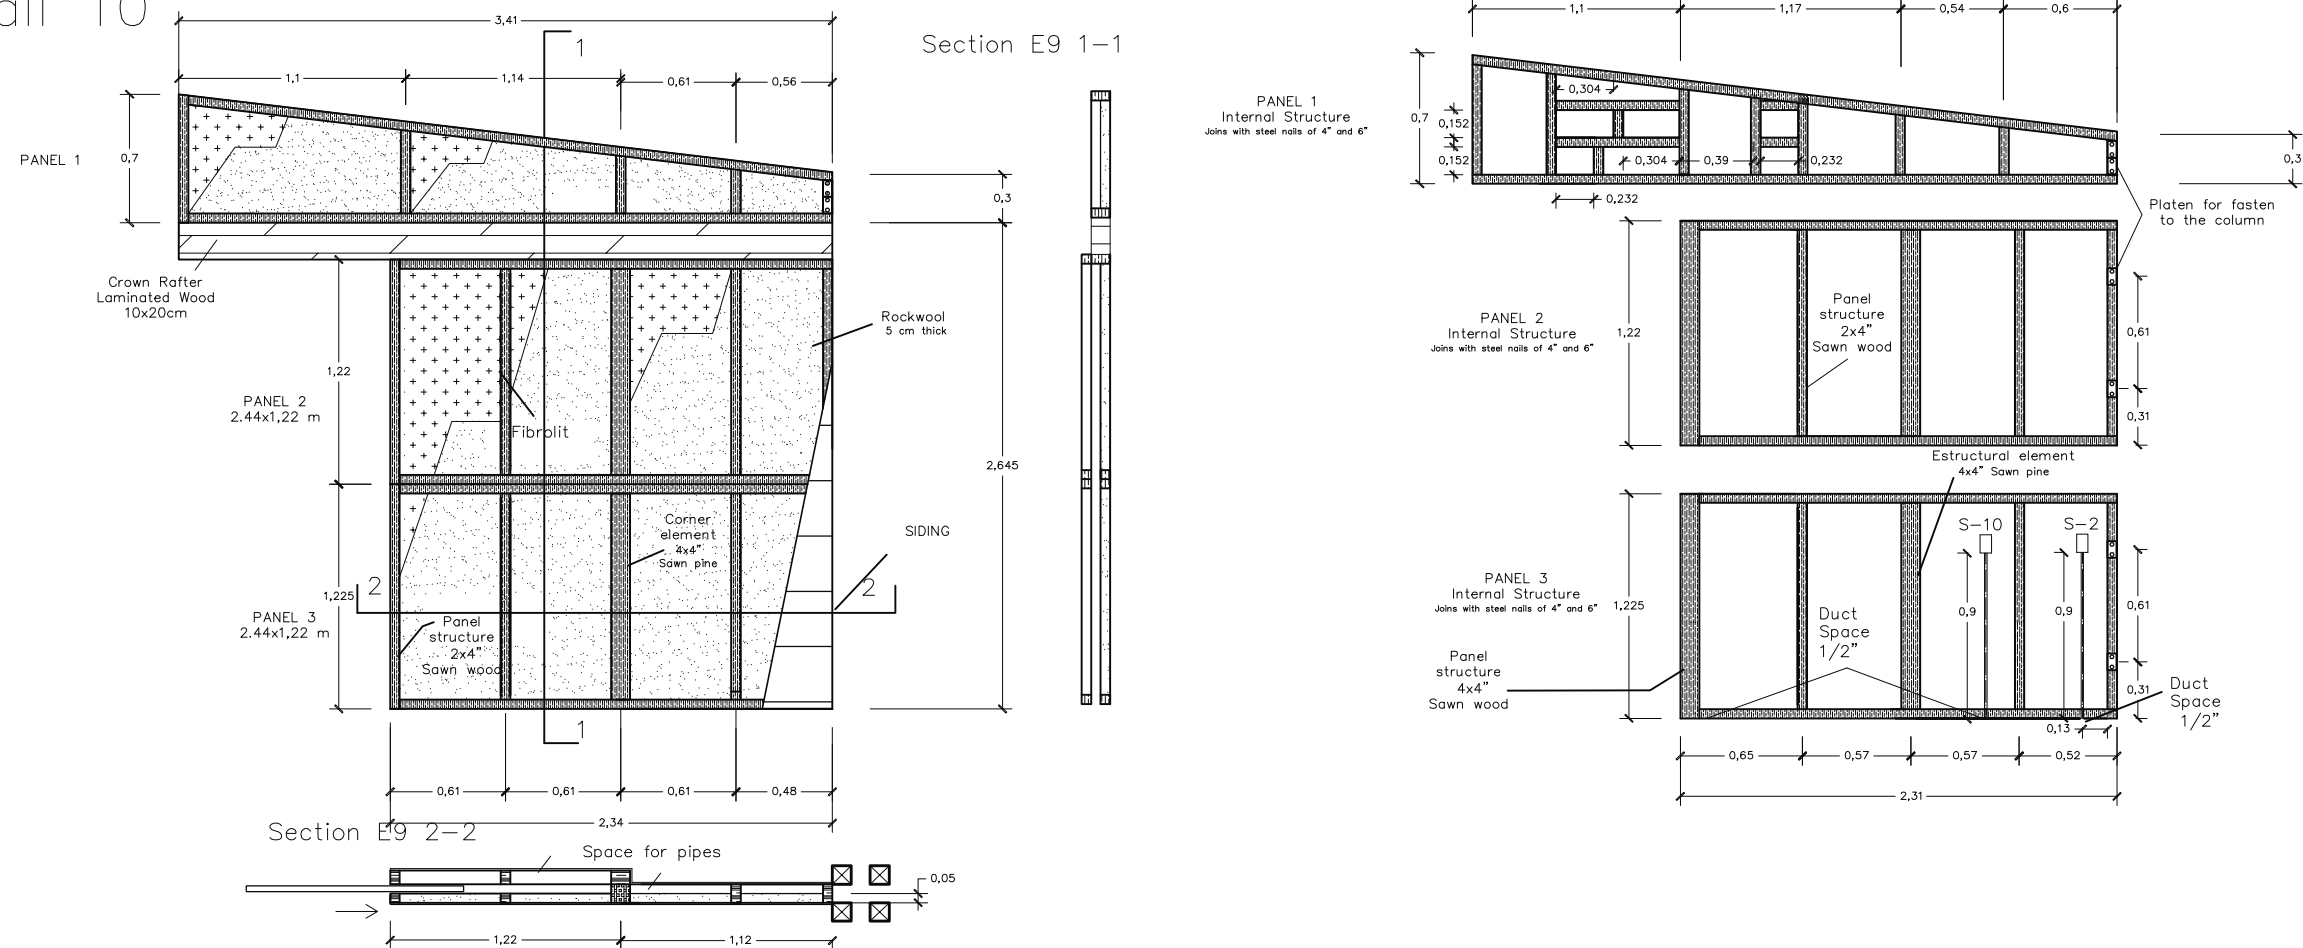 all 10
3,41
1
Section E9 1-1
1,1
1,14
0,61
0,56
PANEL 1
0,7
0,3
Crown Rafter
Laminated Wood
10x20cm
Rockwool
5 cm thick
1,22
PANEL 2
2.44x1,22 m
Fibrolit
2,645
Corner
element
4x4"
Sawn pine
SIDING
2
2
1,225
PANEL 3
2.44x1,22 m
Panel
structure
2x4"
Sawn wood
1
0,61
0,61
0,61
0,48
2,34
Section E9 2-2
Space for pipes
0,05
1,22
1,12
1,1
1,17
0,54
0,6
PANEL 1
Internal Structure
Joins with steel nails of 4" and 6"
0,7
0,152
0,152
0,304
0,304
0,39
0,232
0,232
0,3
Platen for fasten
to the column
PANEL 2
Internal Structure
Joins with steel nails of 4" and 6"
1,22
Panel
structure
2x4"
Sawn wood
0,61
0,31
Estructural element
4x4" Sawn pine
S-10
S-2
PANEL 3
Internal Structure
Joins with steel nails of 4" and 6"
1,225
0,9
0,9
0,61
Duct
Space
1/2"
Panel
structure
4x4"
Sawn wood
0,31
Duct
Space
1/2"
0,13
0,65
0,57
0,57
0,52
2,31